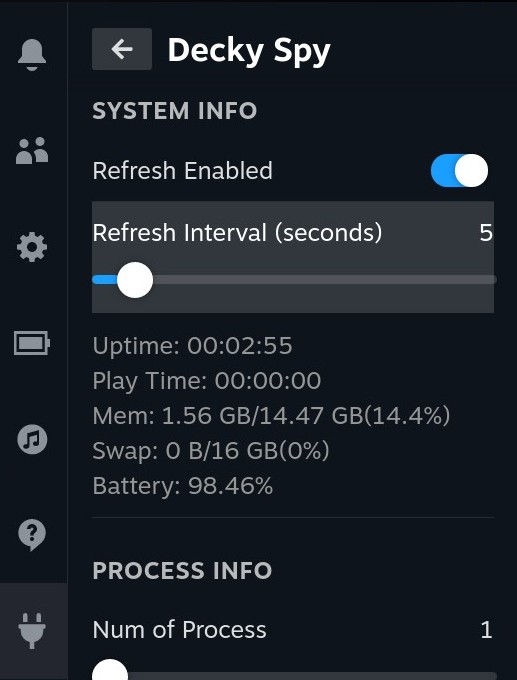 Decky Spy
SYSTEM INFO
Refresh Enabled
Refresh Interval (seconds) 5
Uptime: 00:02:55
Play Time: 00:00:00
Mem: 1.56 GB/14.47 GB(14.4%)
Swap: 0 B/16 GB(0%)
Battery: 98.46%
PROCESS INFO
Num of Process 1